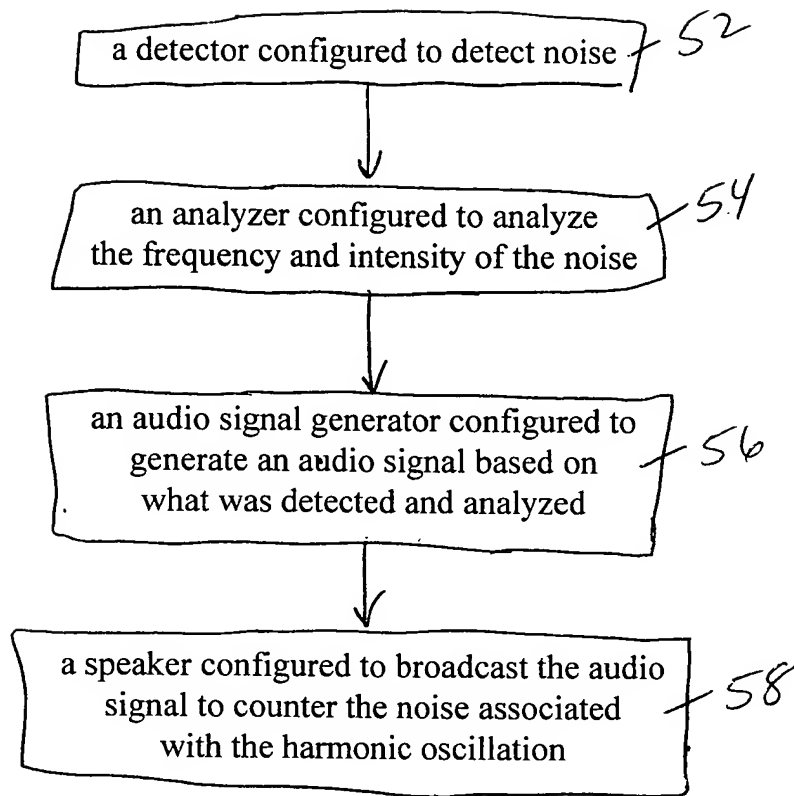 a detector configured to detect noise 52
an analyzer configured to analyze 54
the frequency and intensity of the noise
an audio signal generator configured to
generate an audio signal based on 56
what was detected and analyzed
a speaker configured to broadcast the audio
signal to counter the noise associated 58
with the harmonic oscillation